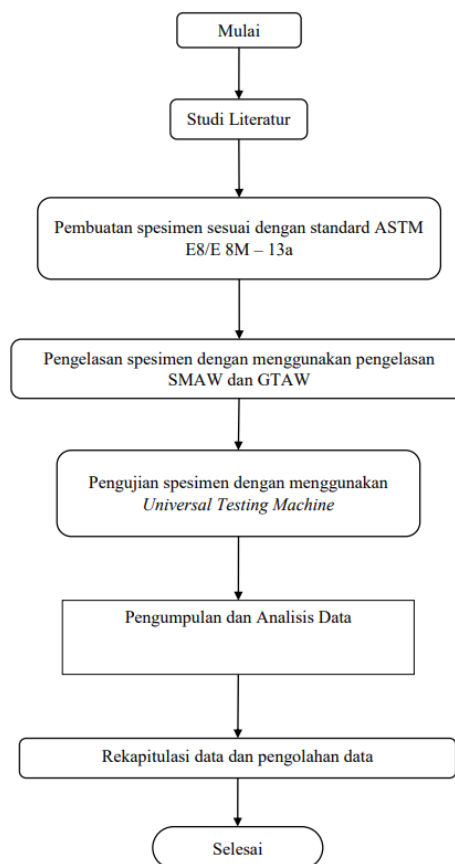 Mulai
Studi Literatur
Pembuatan spesimen sesuai dengan standard ASTM
E8/E 8M – 13a
Pengelasan spesimen dengan menggunakan pengelasan
SMAW dan GTAW
Pengujian spesimen dengan menggunakan
Universal Testing Machine
Pengumpulan dan Analisis Data
Rekapitulasi data dan pengolahan data
Selesai